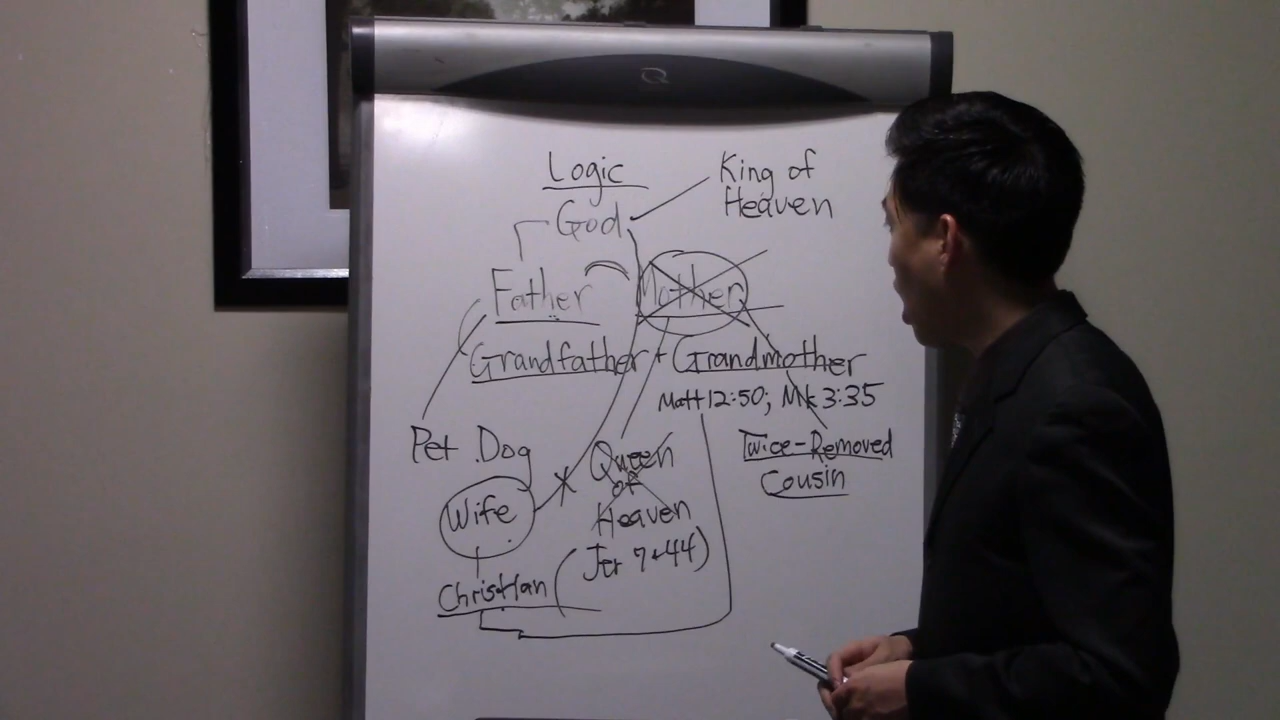 Logic
King of
Heaven
God
Father
Mother
Grandfather + Grandmother
Matt 12:50; Mk 3:35
Pet Dog
Queen
of
Heaven
Twice-Removed
Cousin
Wife
(Jer 7+44)
Christian